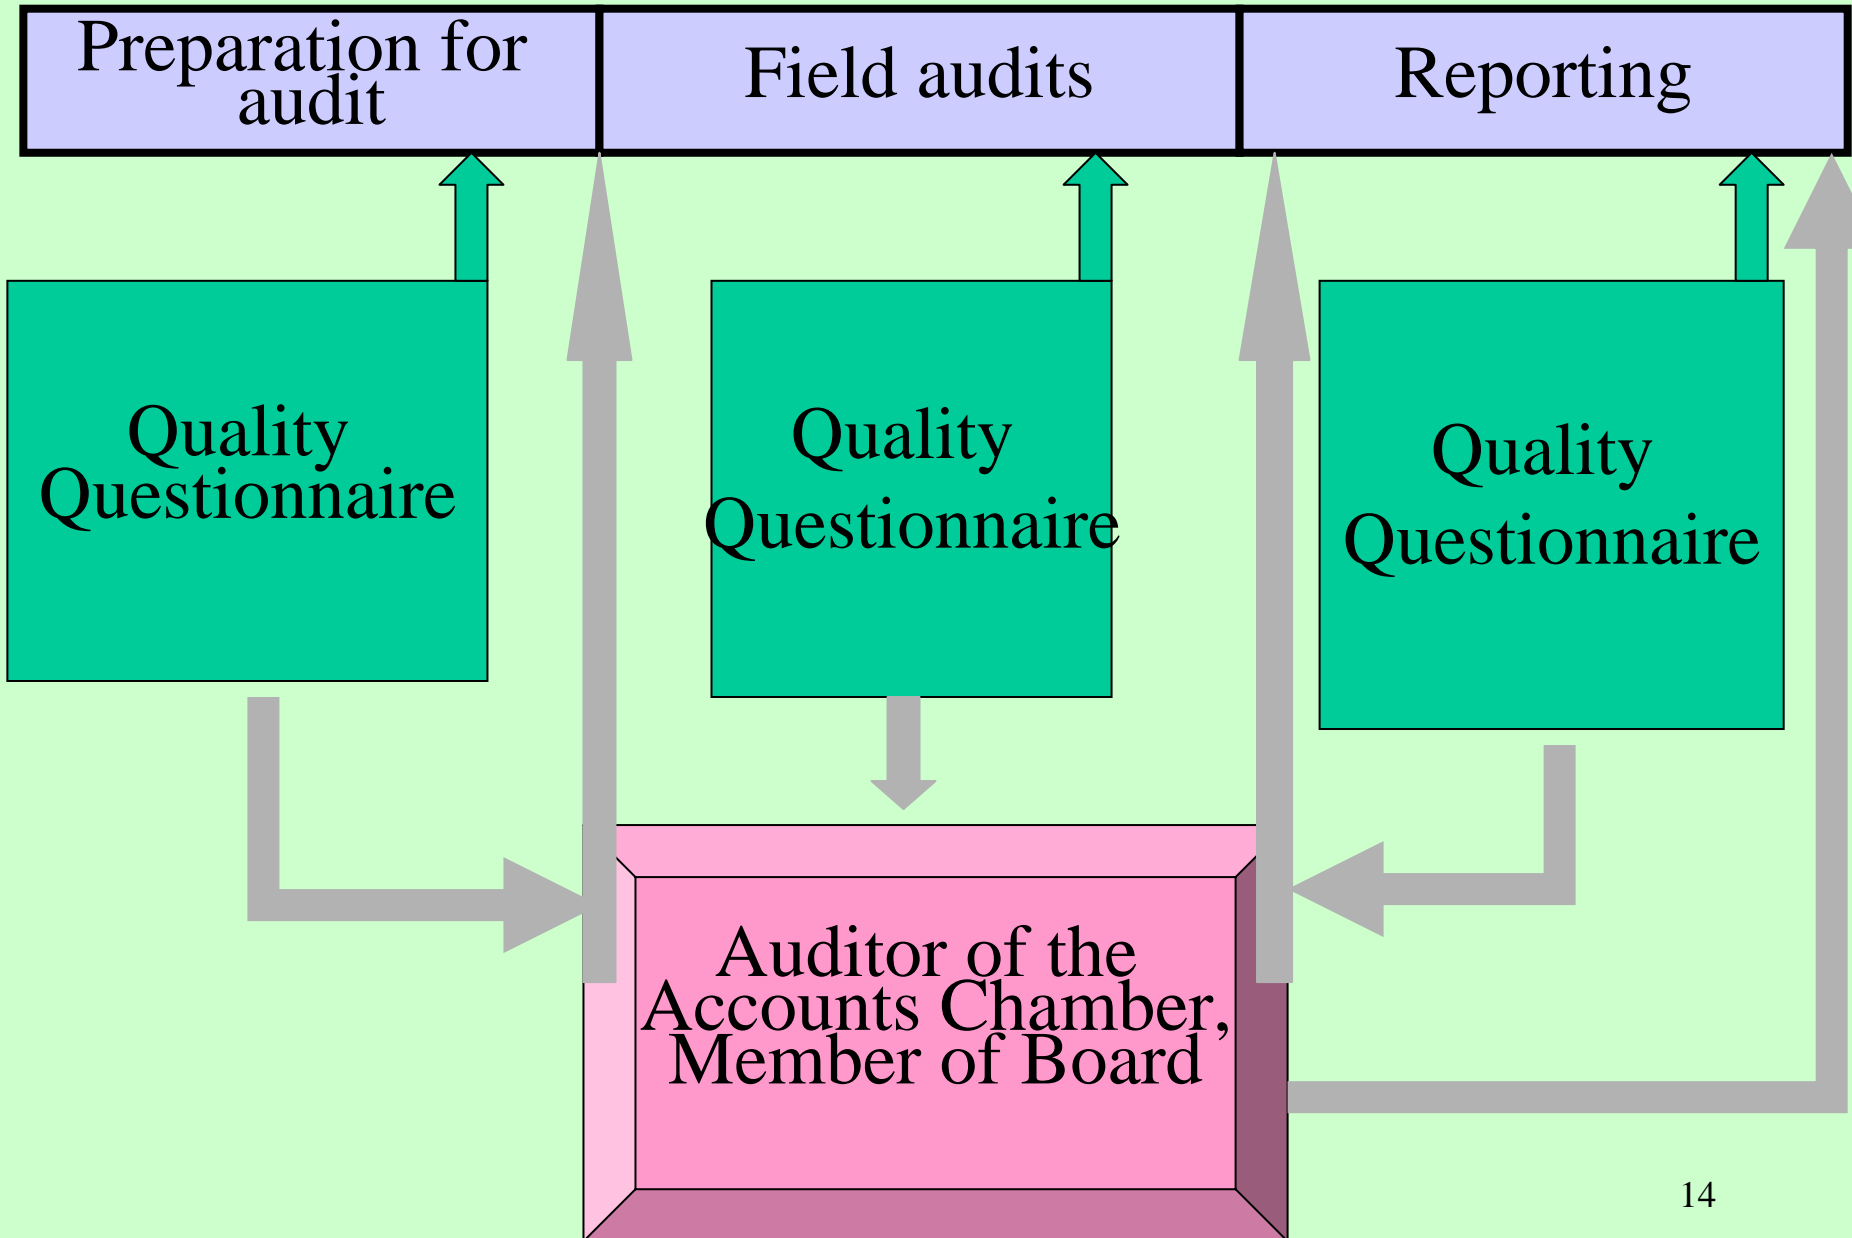 Preparation for
audit
Field audits
Reporting
Quality
Questionnaire
Quality
Questionnaire
Quality
Questionnaire
Auditor of the
Accounts Chamber,
Member of Board
14